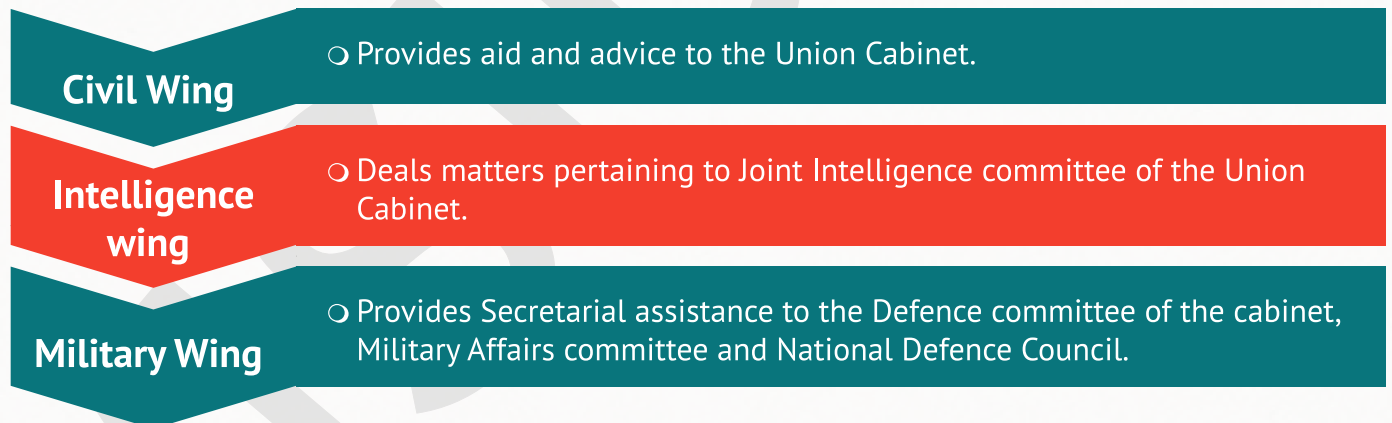 Civil Wing
❍ Provides aid and advice to the Union Cabinet.
Intelligence
wing
❍ Deals matters pertaining to Joint Intelligence committee of the Union
Cabinet.
Military Wing
❍ Provides Secretarial assistance to the Defence committee of the cabinet,
Military Affairs committee and National Defence Council.